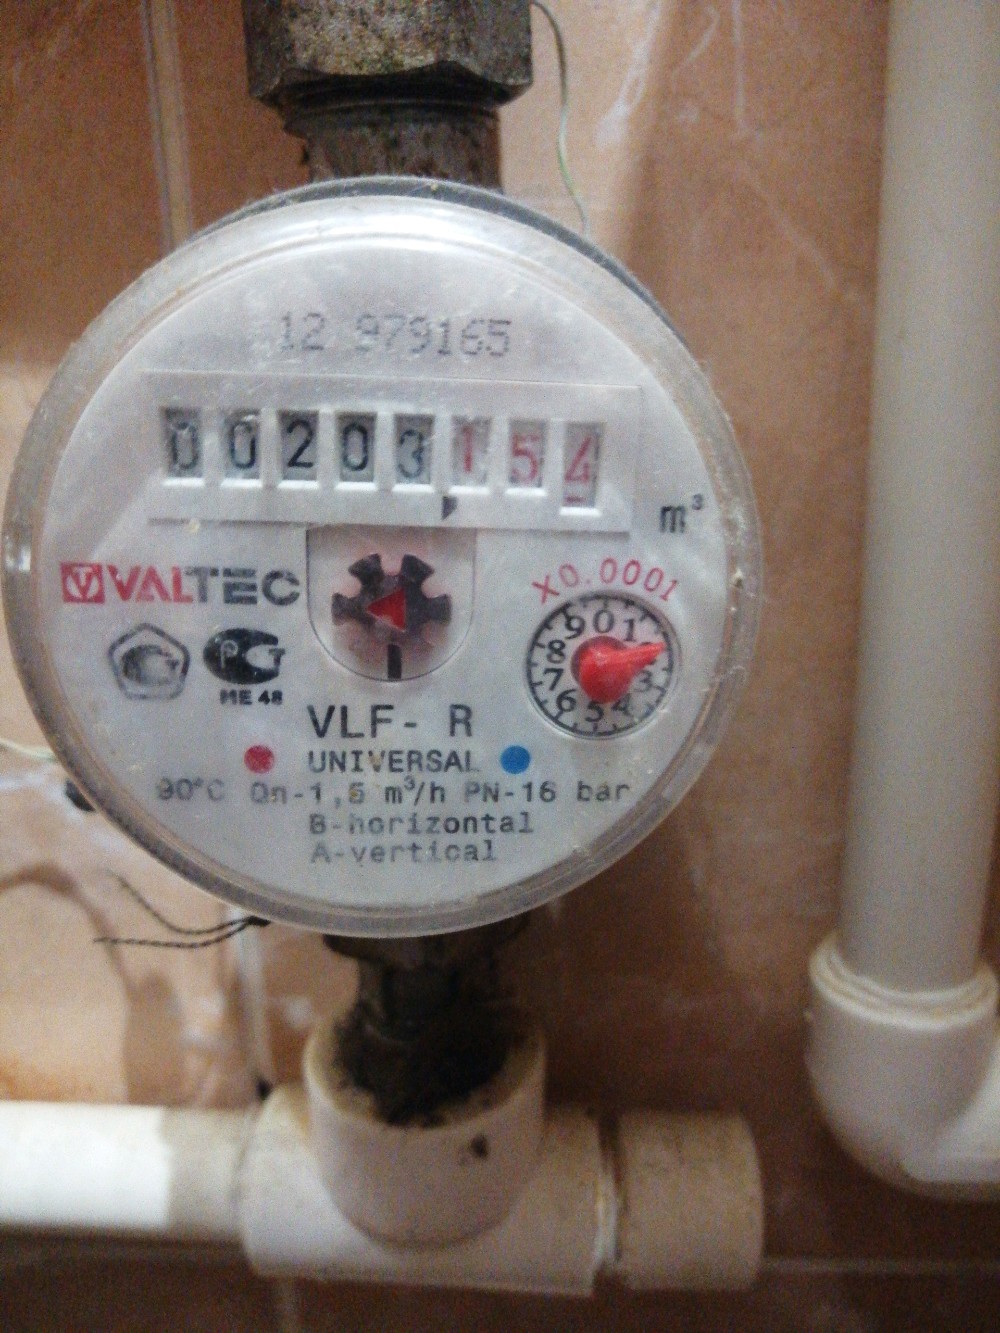 12 979165
00203154
m³
VALTEC
X0.0001
9 0 1
8
7 3
6 5 4
РСТ
ME 48
VLF- R
UNIVERSAL
90°C Qn-1,5 m³/h PN-16 bar
B-horizontal
A-vertical